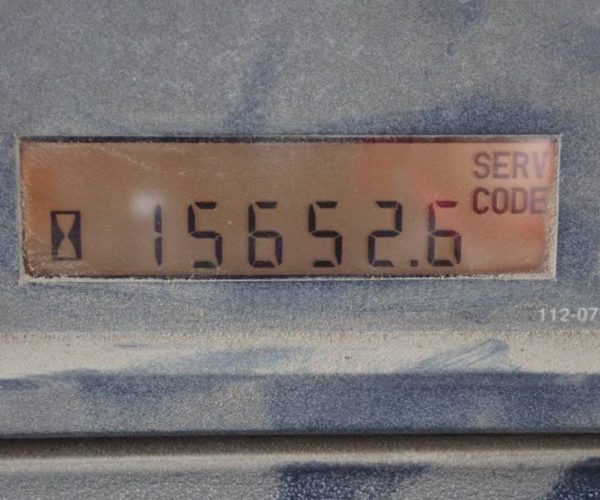 SERV
CODE
15652.6
112-07